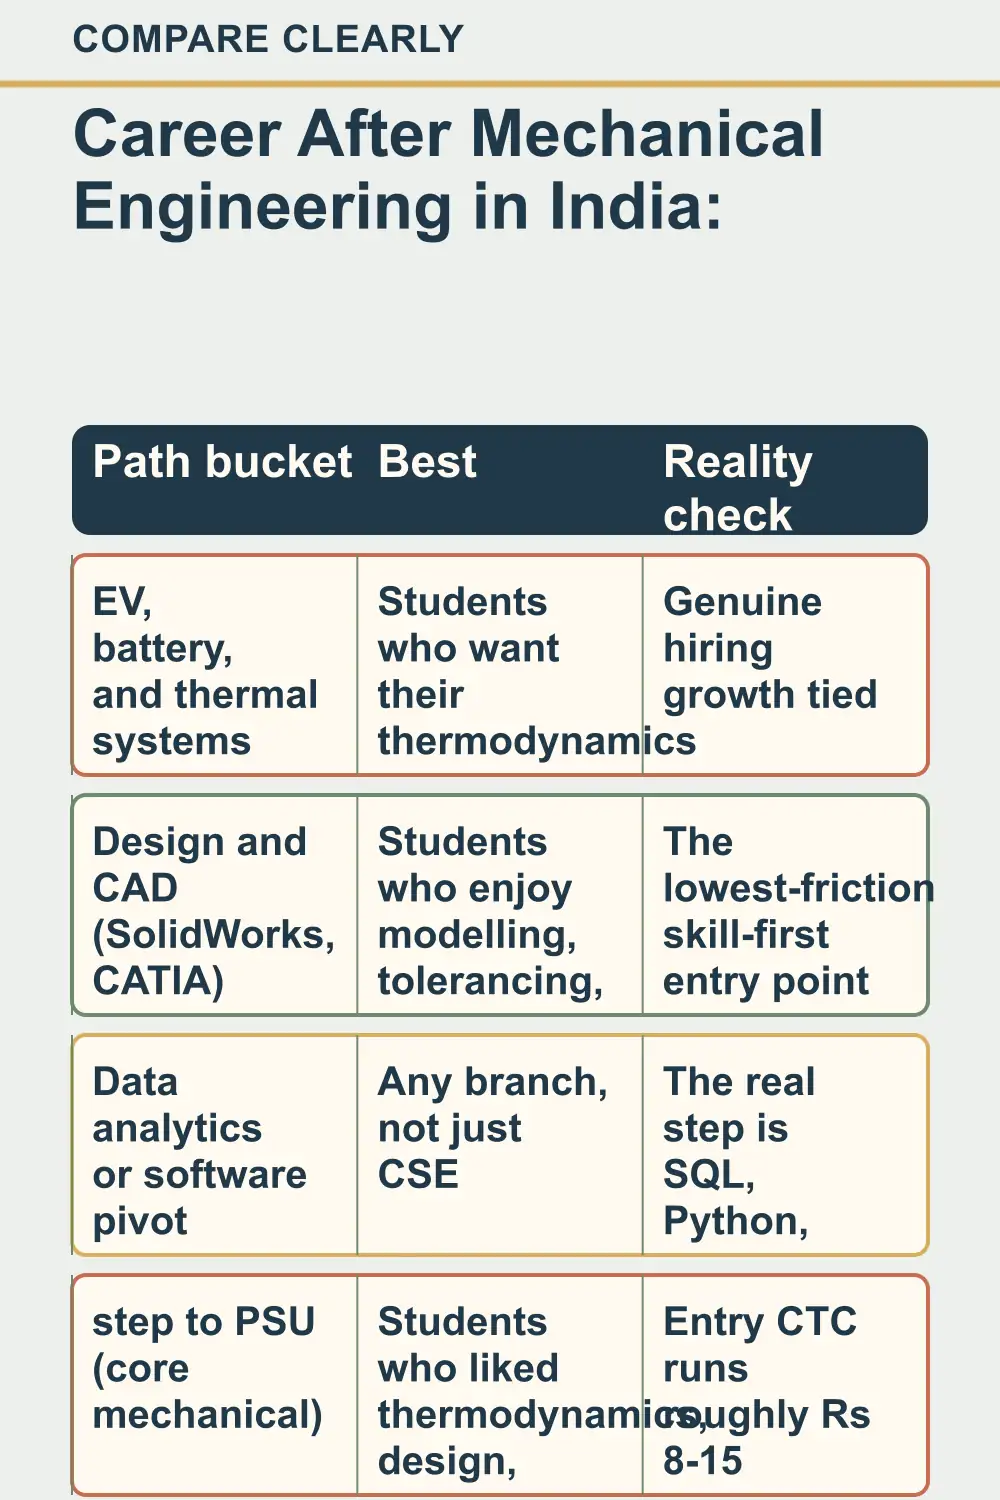 COMPARE CLEARLY
Career After Mechanical
Engineering in India:
Path bucket
Best
Reality
check
EV,
battery,
and thermal
systems
Students
who want
their
thermodynamics
Genuine
hiring
growth tied
Design and
CAD
(SolidWorks,
CATIA)
Students
who enjoy
modelling,
tolerancing,
The
lowest-friction
skill-first
entry point
Data
analytics
or software
pivot
Any branch,
not just
CSE
The real
step is
SQL,
Python,
step to PSU
(core
mechanical)
Students
who liked
thermodynamics,
design,
Entry CTC
runs
roughly Rs
8-15